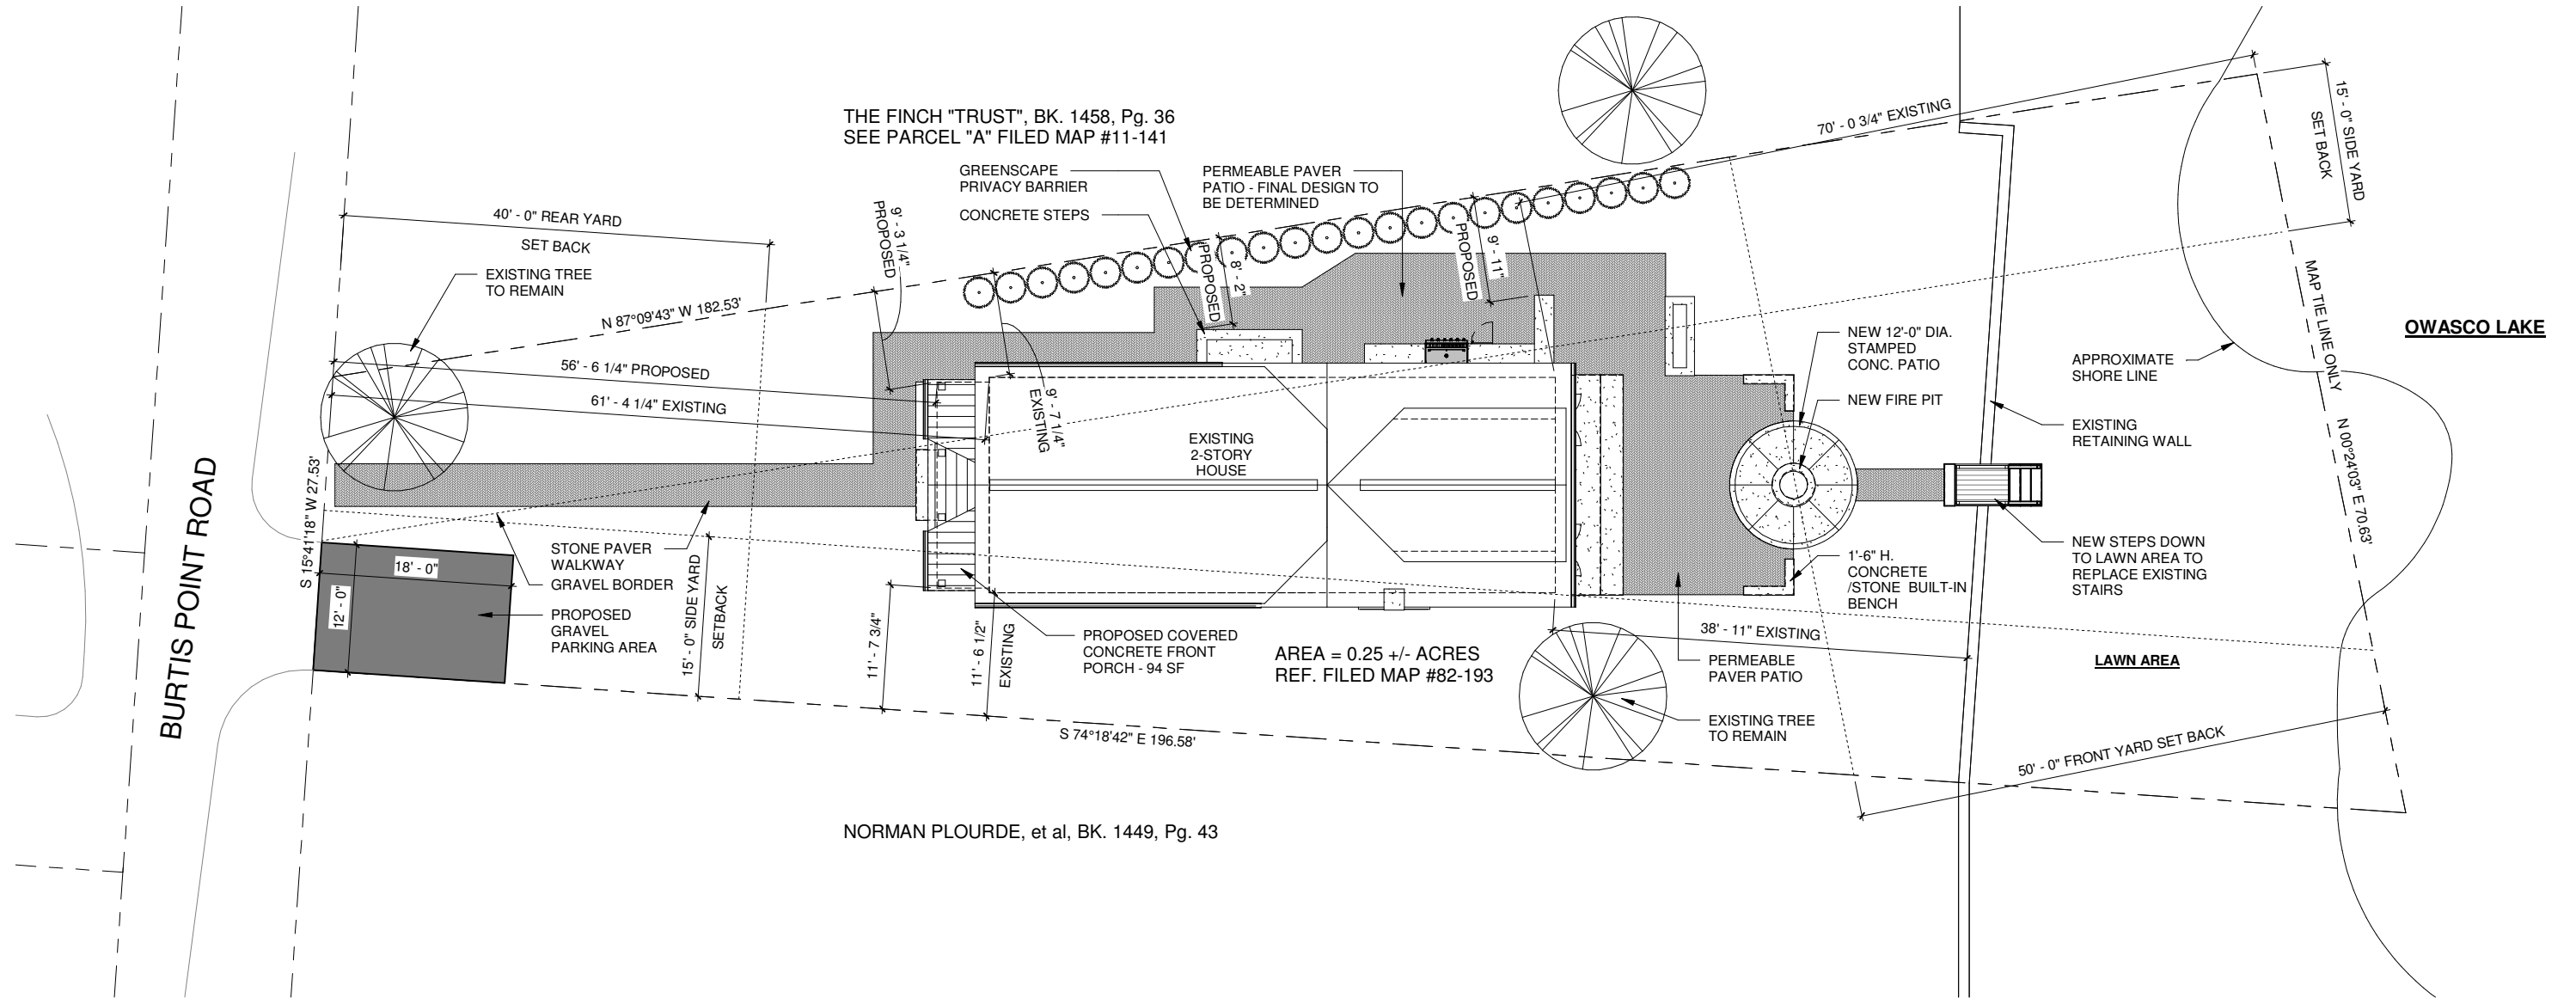 THE FINCH "TRUST", BK. 1458, Pg. 36
SEE PARCEL "A" FILED MAP #11-141
GREENSCAPE
PRIVACY BARRIER
CONCRETE STEPS
PERMEABLE PAVER
PATIO - FINAL DESIGN TO
BE DETERMINED
70' - 0 3/4" EXISTING
15' - 0" SIDE YARD
SET BACK
40' - 0" REAR YARD
SET BACK
EXISTING TREE
TO REMAIN
N 87°09'43" W 182.53'
9' - 3 1/4"
PROPOSED
8' - 2"
PROPOSED
9' - 11"
PROPOSED
56' - 6 1/4" PROPOSED
61' - 4 1/4" EXISTING
9' - 7 1/4"
EXISTING
EXISTING
2-STORY
HOUSE
NEW 12'-0" DIA.
STAMPED
CONC. PATIO
NEW FIRE PIT
MAP TIE LINE ONLY
N 00°24'03" E 70.63'
OWASCO LAKE
APPROXIMATE
SHORE LINE
EXISTING
RETAINING WALL
BURTIS POINT ROAD
S 15°41'18" W 27.53'
18' - 0"
12' - 0"
STONE PAVER
WALKWAY
GRAVEL BORDER
PROPOSED
GRAVEL
PARKING AREA
15' - 0" SIDE YARD
SETBACK
11' - 7 3/4"
11' - 6 1/2"
EXISTING
PROPOSED COVERED
CONCRETE FRONT
PORCH - 94 SF
AREA = 0.25 +/- ACRES
REF. FILED MAP #82-193
38' - 11" EXISTING
PERMEABLE
PAVER PATIO
1'-6" H.
CONCRETE
/STONE BUILT-IN
BENCH
NEW STEPS DOWN
TO LAWN AREA TO
REPLACE EXISTING
STAIRS
LAWN AREA
EXISTING TREE
TO REMAIN
S 74°18'42" E 196.58'
50' - 0" FRONT YARD SET BACK
NORMAN PLOURDE, et al, BK. 1449, Pg. 43